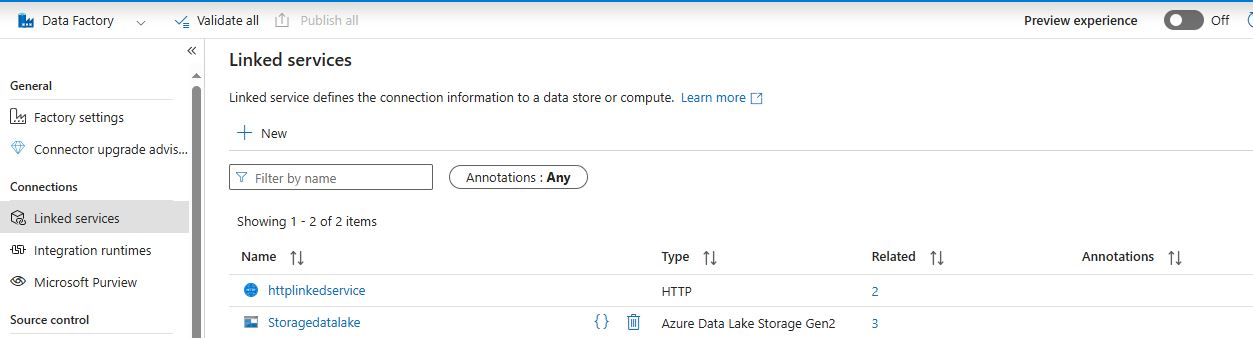 Data Factory Validate all Publish all Preview experience Off
«
General
Factory settings
Connector upgrade advis...
Connections
Linked services
Integration runtimes
Microsoft Purview
Source control
Linked services
Linked service defines the connection information to a data store or compute. Learn more
New
Filter by name Annotations : Any
Showing 1 - 2 of 2 items
Name Type Related Annotations
httplinkedservice HTTP 2
Storagedatalake {} Azure Data Lake Storage Gen2 3